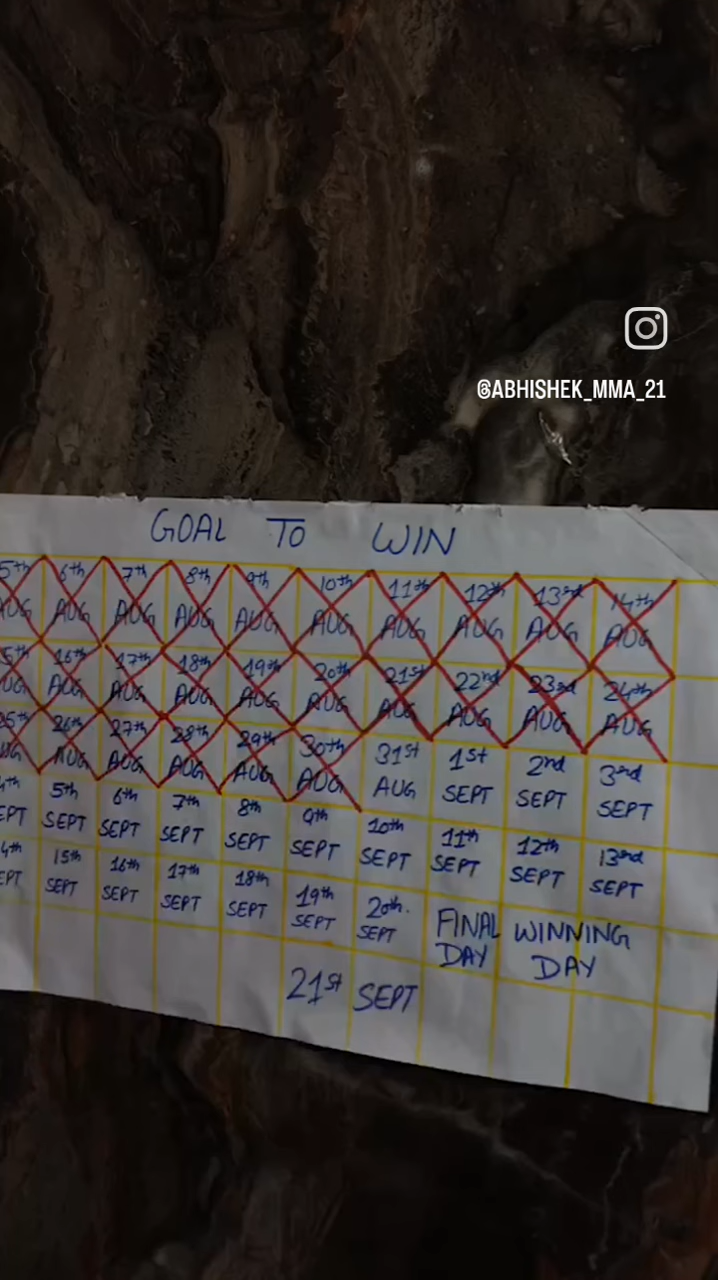 @ABHISHEK_MMA_21
GOAL TO WIN
5th 6th 7th 8th 9th 10th 11th 12th 13rd 14th
AUG AUG AUG AUG AUG AUG AUG AUG AUG AUG
16th 17th 18th 19th 20th 21st 22nd 23rd 24th
AUG AUG AUG AUG AUG AUG AUG AUG AUG
26th 27th 28th 29th 30th 31st 1st 2nd 3rd
AUG AUG AUG AUG AUG AUG SEPT SEPT SEPT
5th 6th 7th 8th 9th 10th 11th 12th 13rd
SEPT SEPT SEPT SEPT SEPT SEPT SEPT SEPT SEPT
15th 16th 17th 18th 19th 20th. FINAL WINNING
SEPT SEPT SEPT SEPT SEPT SEPT DAY DAY
21st SEPT